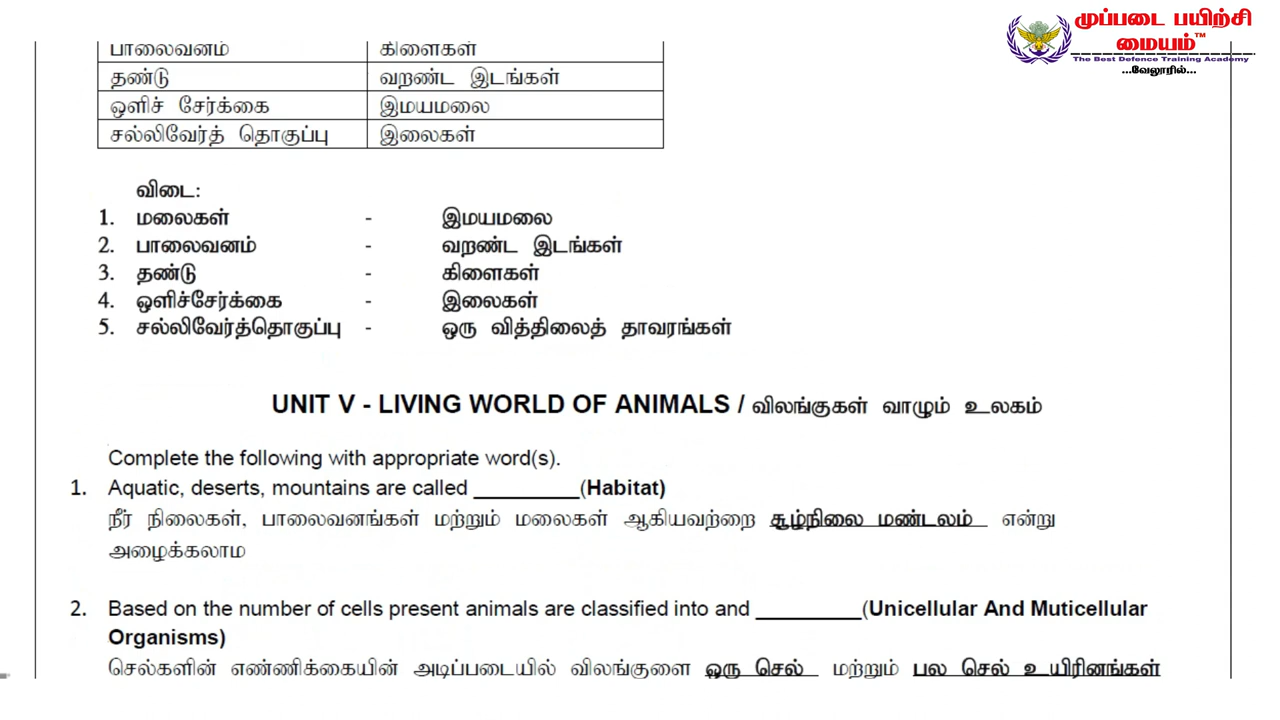 முப்படை பயிற்சி
மையம்™
The Best Defence Training Academy
...வேலூரில்...
பாலைவனம் கிளைகள்
தண்டு வறண்ட இடங்கள்
ஒளிச் சேர்க்கை இமயமலை
சல்லிவேர்த் தொகுப்பு இலைகள்
விடை:
1. மலைகள் - இமயமலை
2. பாலைவனம் - வறண்ட இடங்கள்
3. தண்டு - கிளைகள்
4. ஒளிச்சேர்க்கை - இலைகள்
5. சல்லிவேர்த்தொகுப்பு - ஒரு வித்திலைத் தாவரங்கள்
UNIT V - LIVING WORLD OF ANIMALS / விலங்குகள் வாழும் உலகம்
Complete the following with appropriate word(s).
1. Aquatic, deserts, mountains are called _________(Habitat)
நீர் நிலைகள், பாலைவனங்கள் மற்றும் மலைகள் ஆகியவற்றை சூழ்நிலை மண்டலம் என்று
அழைக்கலாம
2. Based on the number of cells present animals are classified into and _________(Unicellular And Muticellular
Organisms)
செல்களின் எண்ணிக்கையின் அடிப்படையில் விலங்குளை ஒரு செல் மற்றும் பல செல் உயிரினங்கள்